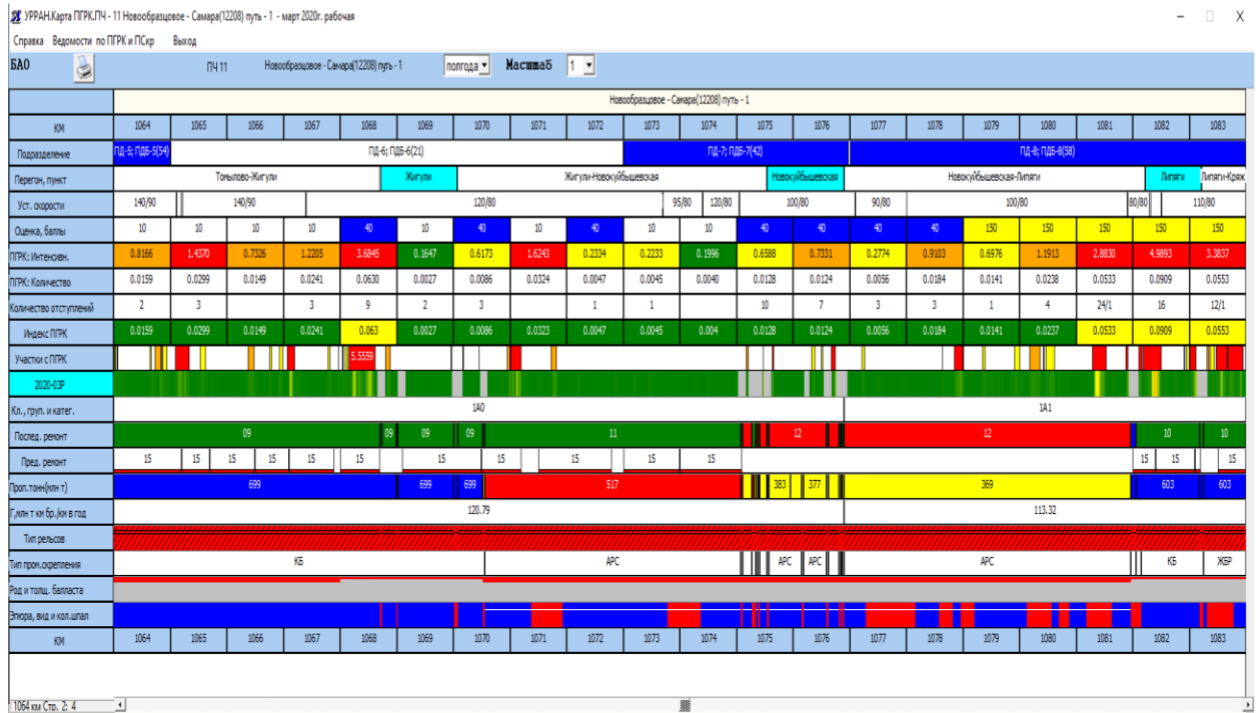 УРРАН.Карта ПГРК.ПЧ - 11 Новообразцовое - Самара(12208) путь - 1 - март 2020г. рабочая
Справка Ведомости по ПГРК и ПСкр Выход
БАО ПЧ 11 Новообразцовое - Самара(12208) путь - 1 полгода Масштаб 1
Новообразцовое - Самара(12208) путь - 1
КМ 1064 1065 1066 1067 1068 1069 1070 1071 1072 1073 1074 1075 1076 1077 1078 1079 1080 1081 1082 1083
Подразделение ПД-5; ПДБ-5(54) ПД-6; ПДБ-6(21) ПД-7; ПДБ-7(42) ПД-8; ПДБ-8(58)
Перегон, пункт Томылово-Жигули Жигули Жигули-Новокуйбышевская Новокуйбышевская Новокуйбышевская-Липяги Липяги Липяги-Кряж
Уст. скорости 140/90 140/90 120/80 95/80 120/80 100/80 90/80 100/80 80/80 110/80
Оценка, баллы 10 10 10 10 40 10 40 10 40 10 10 40 40 40 40 150 150 150 150 150
ПГРК: Интенсивн. 0.8166 1.4370 0.7326 1.2205 3.6845 0.1647 0.6173 1.6243 0.2334 0.2233 0.1996 0.6588 0.7331 0.2774 0.9103 0.6976 1.1913 2.8830 4.9893 3.3837
ПГРК: Количество 0.0159 0.0299 0.0149 0.0241 0.0630 0.0027 0.0086 0.0324 0.0047 0.0045 0.0040 0.0128 0.0124 0.0056 0.0184 0.0141 0.0238 0.0533 0.0909 0.0553
Количество отступлений 2 3 3 9 2 3 1 1 10 7 3 3 1 4 24/1 16 12/1
Индекс ПГРК 0.0159 0.0299 0.0149 0.0241 0.063 0.0027 0.0086 0.0323 0.0047 0.0045 0.004 0.0128 0.0124 0.0056 0.0184 0.0141 0.0237 0.0533 0.0909 0.0553
Участки с ПГРК 5.5559
2020-03Р
Кл., груп. и катег. 1А0 1А1
Послед. ремонт 09 09 09 09 11 12 12 10 10
Пред. ремонт 15 15 15 15 15 15 15 15 15 15 15 15 15 15
Проп.тонн(млн т) 699 699 699 517 383 377 369 603 603
Г,млн т км бр./км в год 120.79 113.32
Тип рельсов
Тип пром.скрепления КБ АРС АРС АРС АРС КБ ЖБР
Род и толщ. балласта
Эпюра, вид и кол.шпал
КМ 1064 1065 1066 1067 1068 1069 1070 1071 1072 1073 1074 1075 1076 1077 1078 1079 1080 1081 1082 1083
1064 км Стр. 2: 4